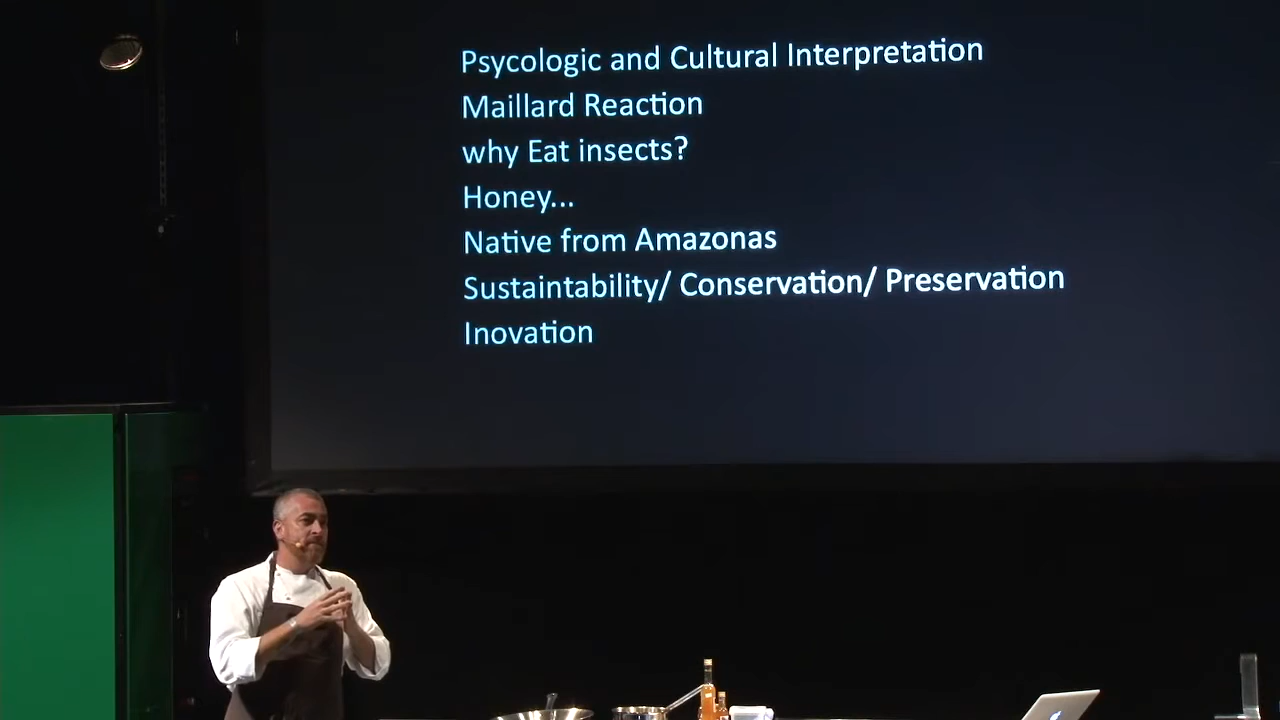 Psycologic and Cultural Interpretation
Maillard Reaction
why Eat insects?
Honey...
Native from Amazonas
Sustaintability/ Conservation/ Preservation
Inovation